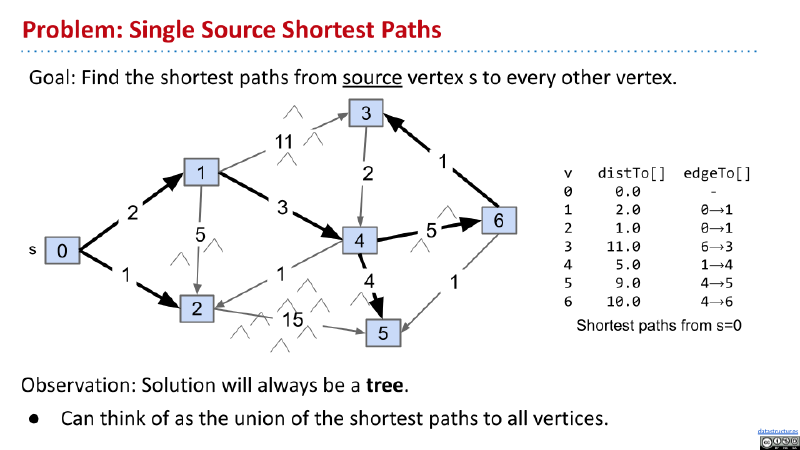 Problem: Single Source Shortest Paths
Goal: Find the shortest paths from source vertex s to every other vertex.
3
11
1
2
1
v distTo[] edgeTo[]
0 0.0 -
1 2.0 0→1
2 1.0 0→1
3 11.0 6→3
4 5.0 1→4
5 9.0 4→5
6 10.0 4→6
Shortest paths from s=0
2
3
5
5
6
4
s 0
1
1
4
1
2
15
5
Observation: Solution will always be a tree.
● Can think of as the union of the shortest paths to all vertices.
datastructur.es